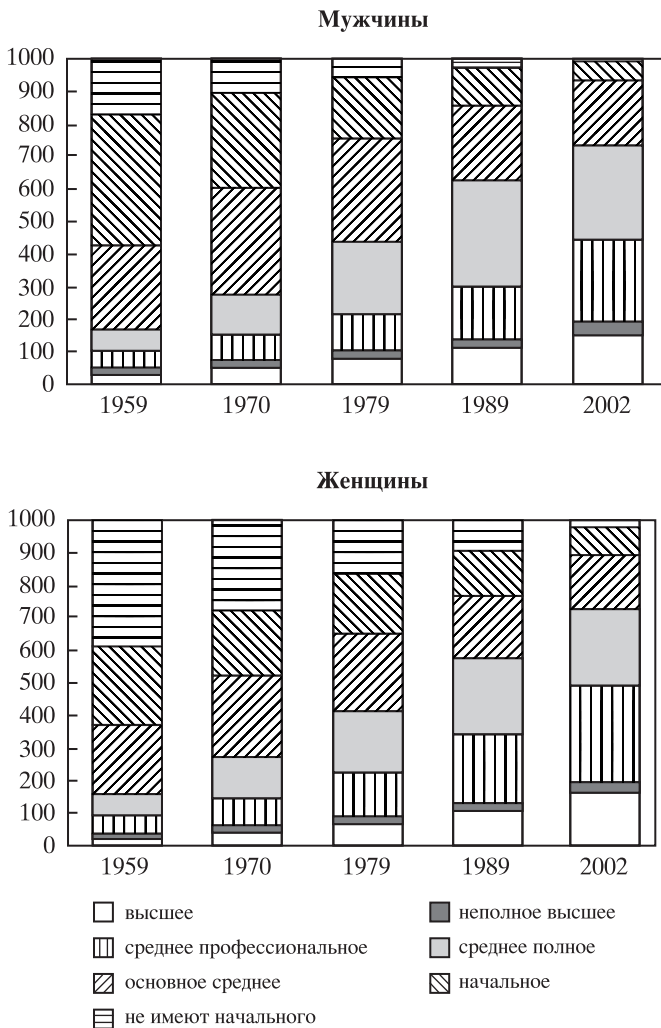 Мужчины
1000
900
800
700
600
500
400
300
200
100
0
1959 1970 1979 1989 2002
Женщины
1000
900
800
700
600
500
400
300
200
100
0
1959 1970 1979 1989 2002
высшее неполное высшее
среднее профессиональное среднее полное
основное среднее начальное
не имеют начального